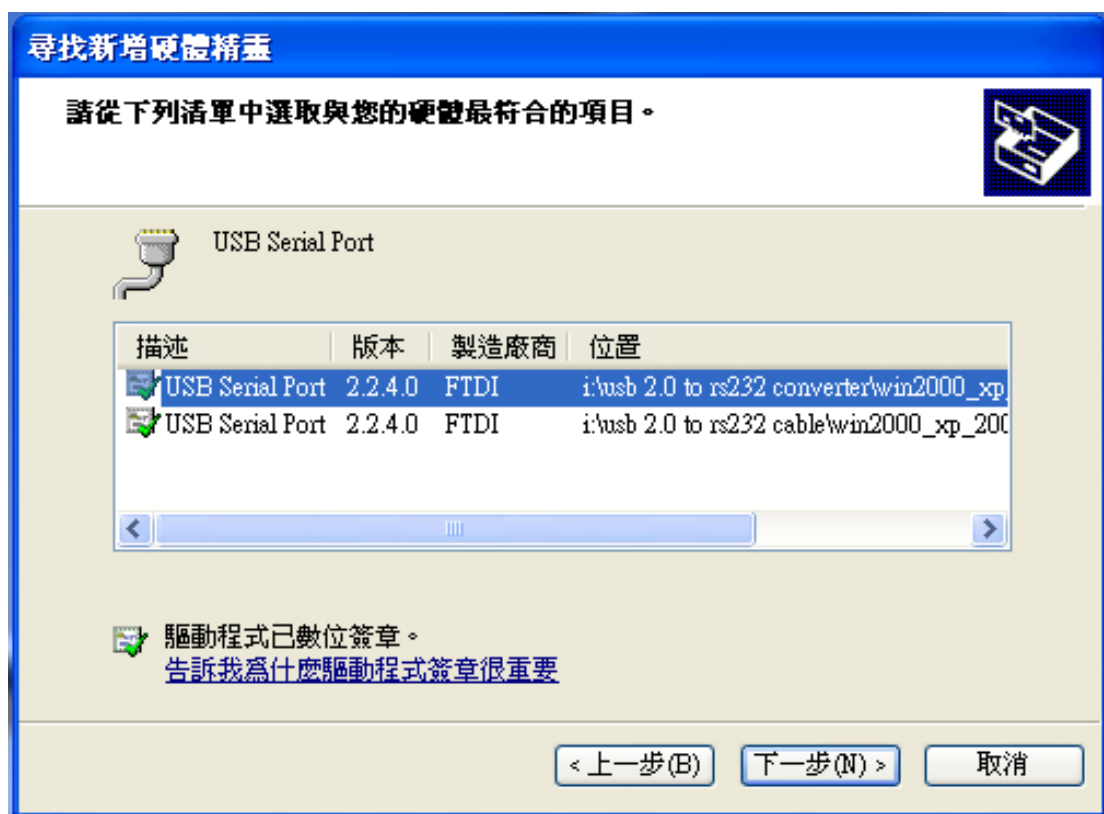 尋找新增硬體精靈
請從下列清單中選取與您的硬體最符合的項目。
USB Serial Port
描述 版本 製造廠商 位置
USB Serial Port 2.2.4.0 FTDI i:\usb 2.0 to rs232 converter\win2000_xp_
USB Serial Port 2.2.4.0 FTDI i:\usb 2.0 to rs232 cable\win2000_xp_200
驅動程式已數位簽章。
告訴我為什麼驅動程式簽章很重要
< 上一步(B) 下一步(N) > 取消